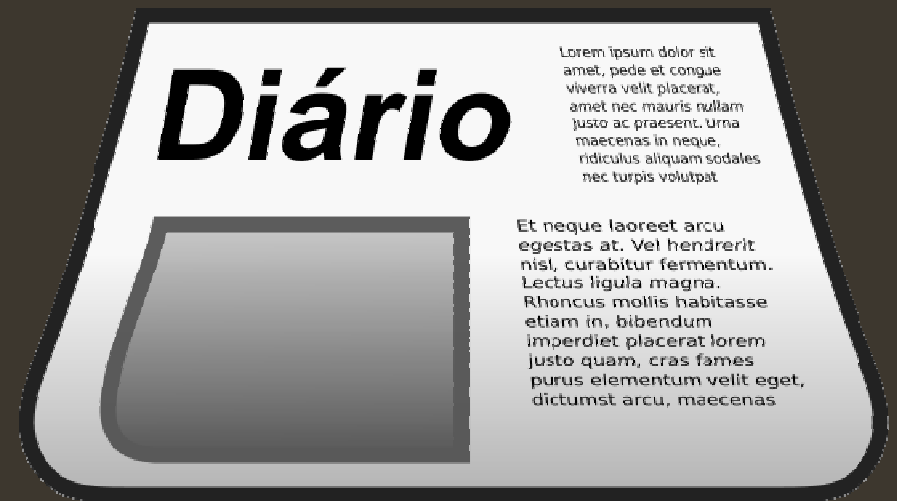 Diário
Lorem ipsum dolor sit
amet, pede et congue
viverra velit placerat,
amet nec mauris nullam
justo ac praesent. Urna
maecenas in neque,
ridiculus aliquam sodales
nec turpis volutpat
Et neque laoreet arcu
egestas at. Vel hendrerit
nisl, curabitur fermentum.
Lectus ligula magna.
Rhoncus mollis habitasse
etiam in, bibendum
imperdiet placerat lorem
justo quam, cras fames
purus elementum velit eget,
dictumst arcu, maecenas